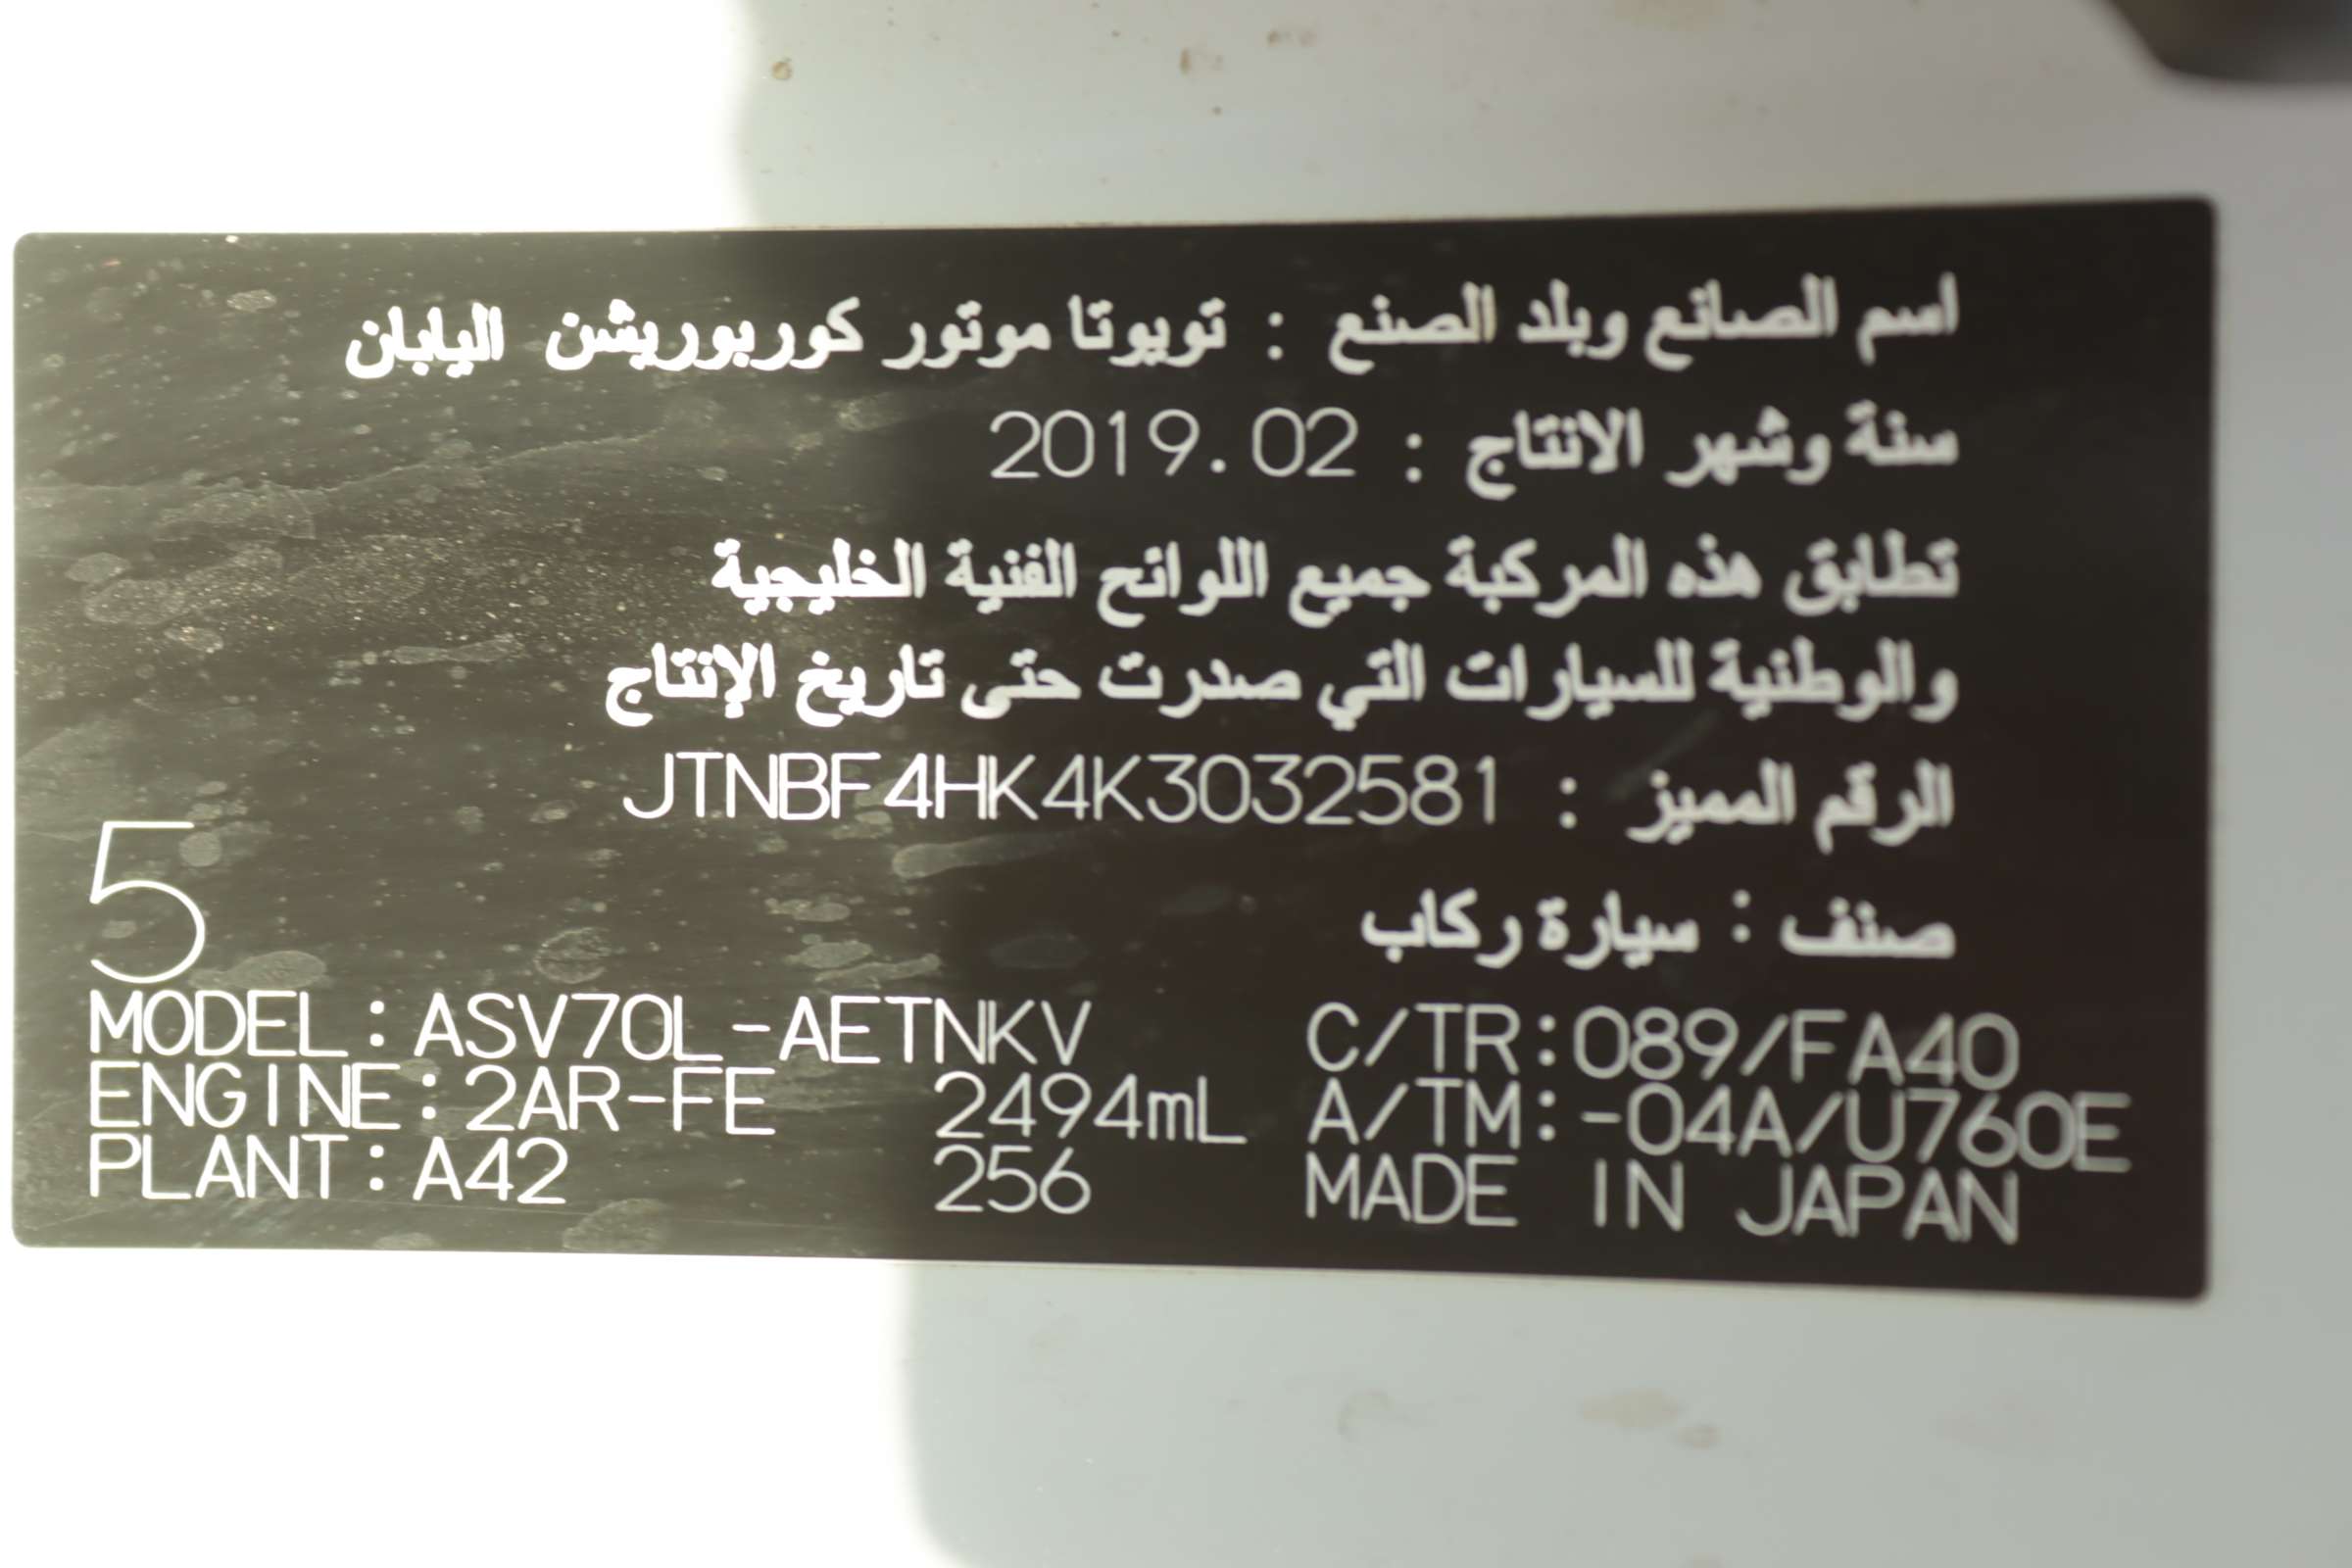 اسم الصانع وبلد الصنع : تويوتا موتور كوربوريشن اليابان
سنة وشهر الانتاج : 2019.02
تطابق هذه المركبة جميع اللوائح الفنية الخليجية
والوطنية للسيارات التي صدرت حتى تاريخ الإنتاج
الرقم المميز : JTNBF4HK4K3032581
صنف : سيارة ركاب
5
MODEL:ASV70L-AETNKV C/TR:089/FA40
ENGINE:2AR-FE 2494mL A/TM:-04A/U760E
PLANT:A42 256 MADE IN JAPAN